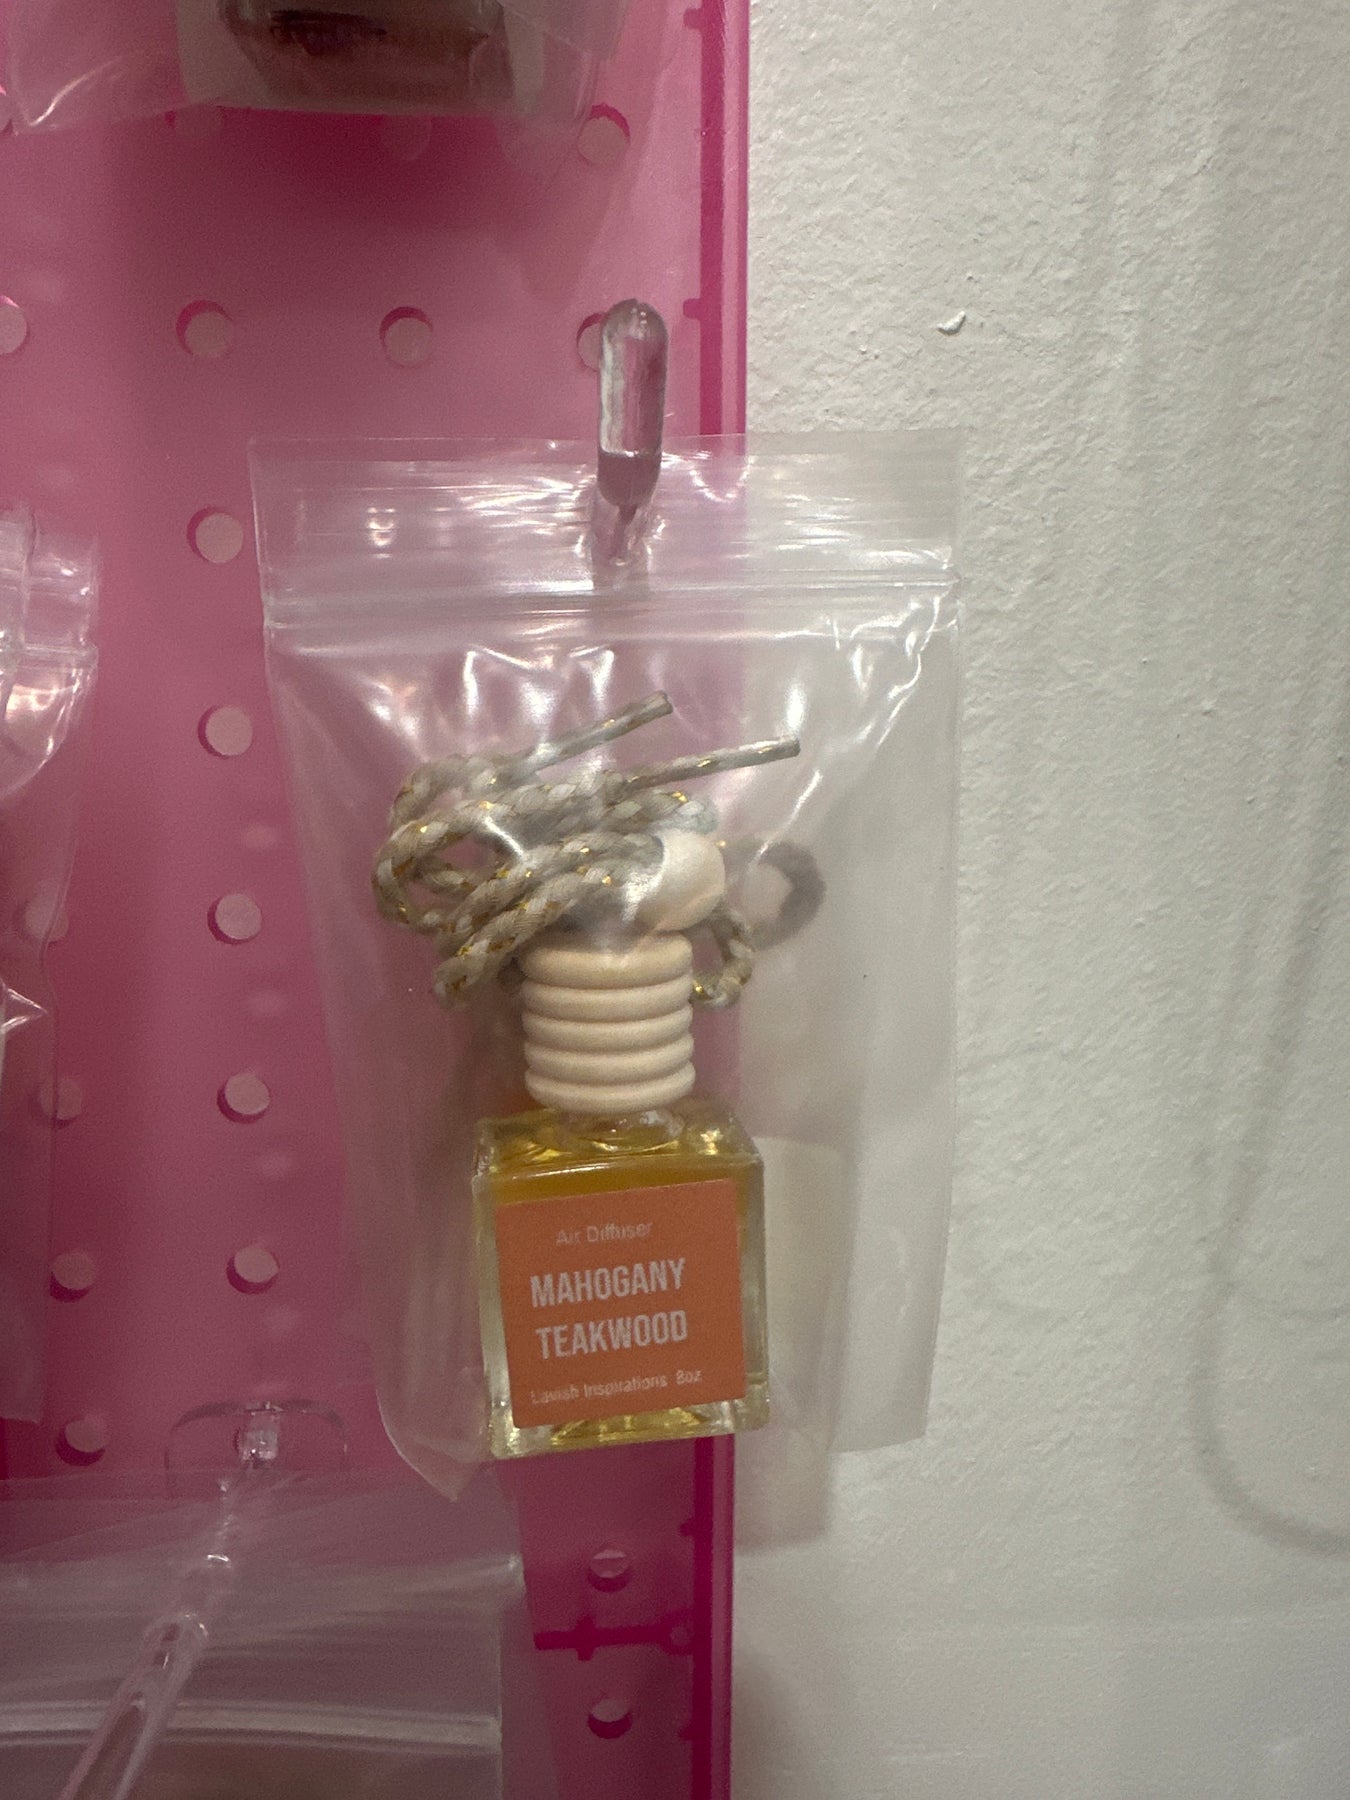 Air Diffuser
MAHOGANY
TEAKWOOD
Lavish Inspirations 8oz